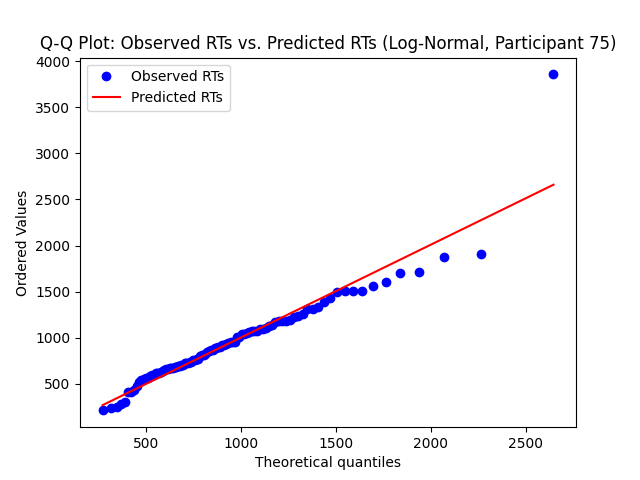 Q-Q Plot: Observed RTs vs. Predicted RTs (Log-Normal, Participant 75)
Observed RTs
Predicted RTs
4000
3500
3000
2500
2000
1500
1000
500
Ordered Values
500 1000 1500 2000 2500
Theoretical quantiles